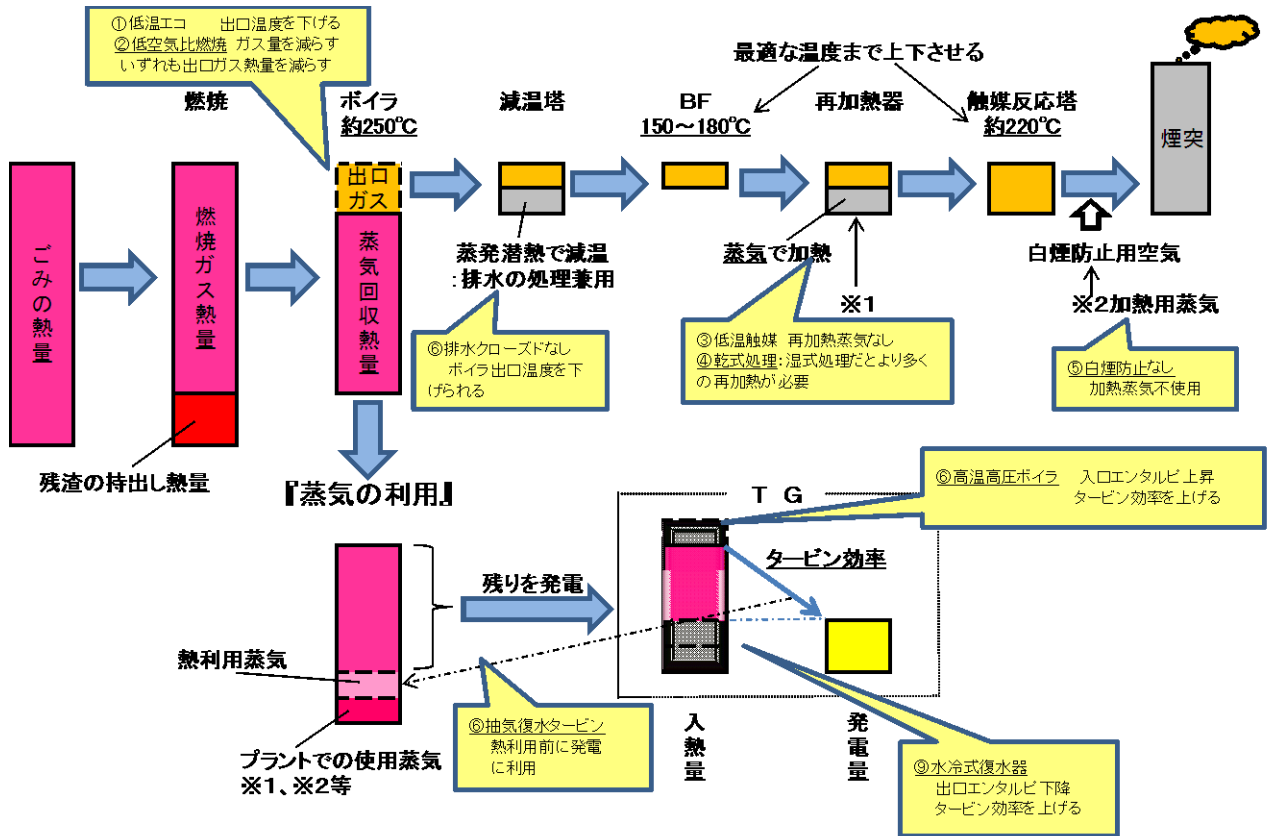 ①低温エコ　出口温度を下げる
②低空気比燃焼 ガス量を減らす
いずれも出口ガス熱量を減らす
最適な温度まで上下させる
燃焼
ボイラ
約250℃
減温塔
BF
150～180℃
再加熱器
触媒反応塔
約220℃
煙突
ごみの熱量
燃焼ガス熱量
出口
ガス
蒸気回収熱量
蒸発潜熱で減温
:排水の処理兼用
蒸気で加熱
※1
白煙防止用空気
※2加熱用蒸気
⑥排水クローズドなし
ボイラ出口温度を下
げられる
③低温触媒 再加熱蒸気なし
④乾式処理:湿式処理だとより多く
の再加熱が必要
⑤白煙防止なし
加熱蒸気不使用
残渣の持出し熱量
『蒸気の利用』
T G
⑥高温高圧ボイラ　入口エンタルピ上昇
タービン効率を上げる
タービン効率
残りを発電
熱利用蒸気
プラントでの使用蒸気
※1、※2等
⑥抽気復水タービン
熱利用前に発電
に利用
入熱量
発電量
⑨水冷式復水器
出口エンタルピ下降
タービン効率を上げる